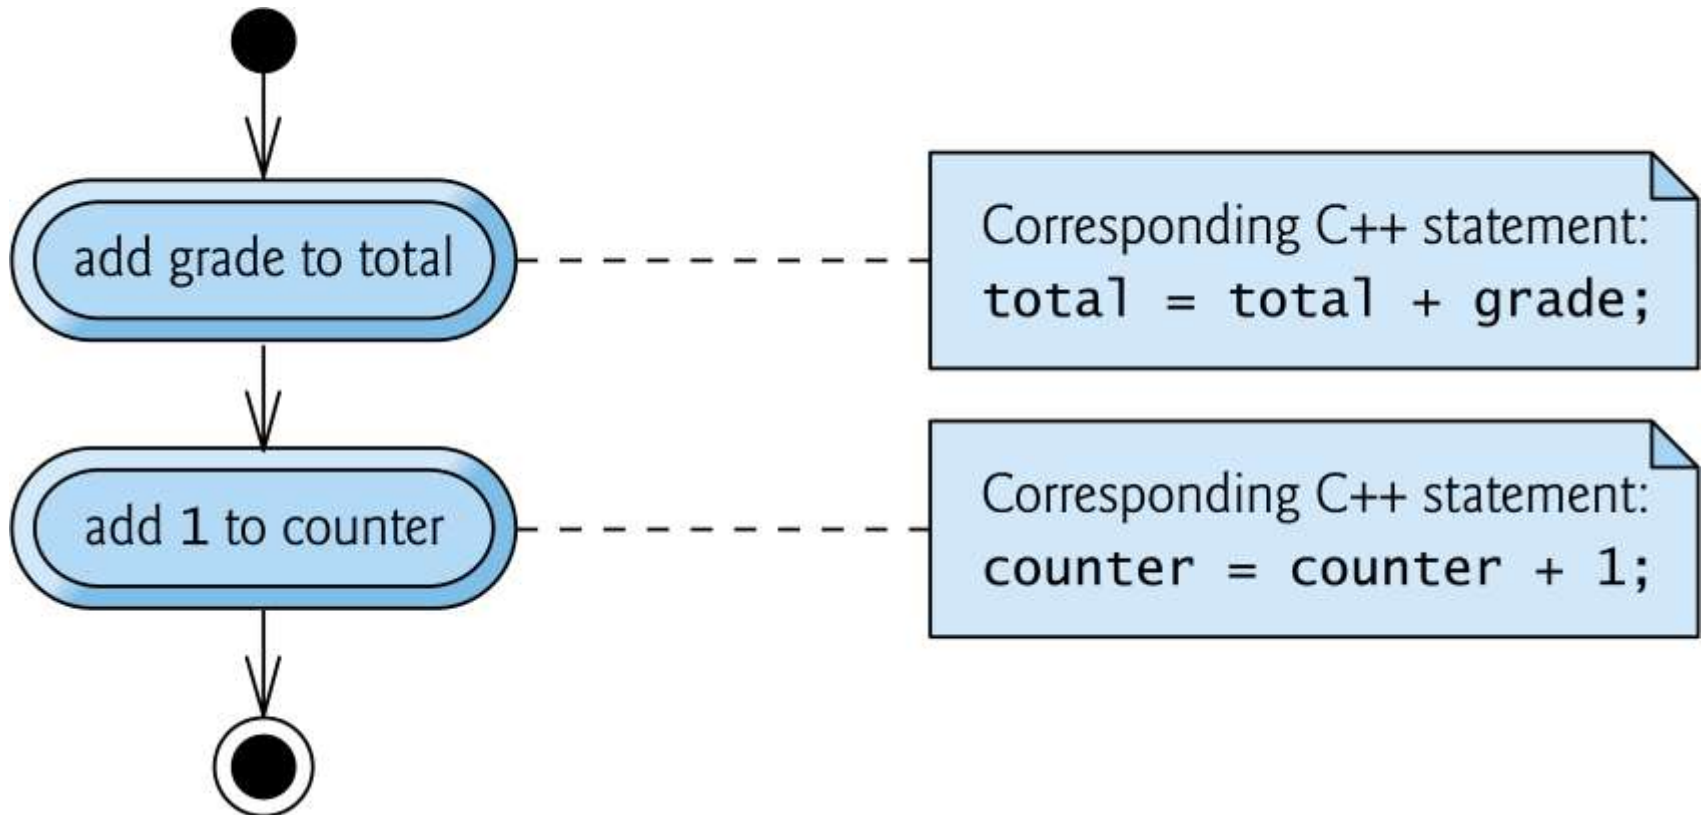 add grade to total
Corresponding C++ statement:
total = total + grade;
add 1 to counter
Corresponding C++ statement:
counter = counter + 1;